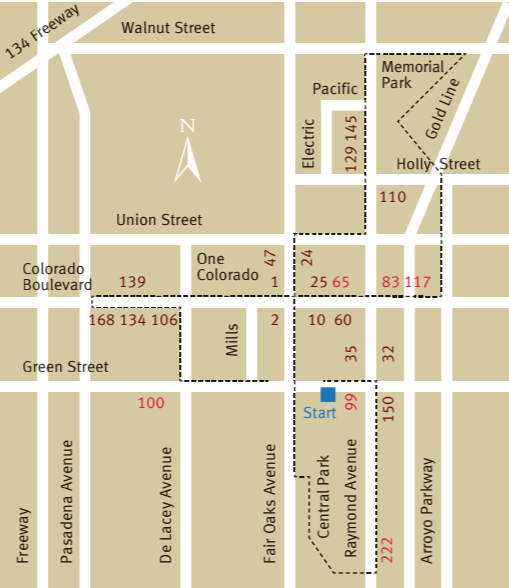 134 Freeway
Walnut Street
Memorial
Park
Gold Line
Pacific
N
Electric
129 145
Holly Street
110
Union Street
47
24
One
Colorado
Colorado
Boulevard
139
1
25 65
83 117
168 134 106
2
10 60
Mills
35
32
Green Street
100
Start
99
150
Freeway
Pasadena Avenue
De Lacey Avenue
Fair Oaks Avenue
Central Park
Raymond Avenue
222
Arroyo Parkway